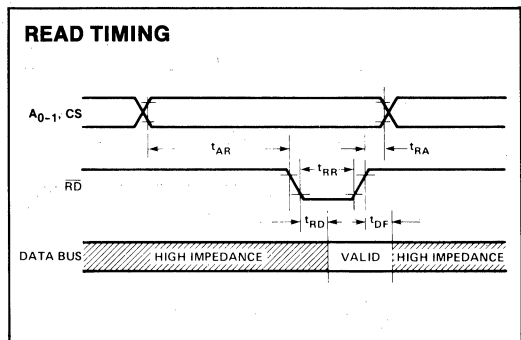 READ TIMING
A0-1, CS
tAR
tRA
tRR
RD
tRD
tDF
DATA BUS HIGH IMPEDANCE VALID HIGH IMPEDANCE